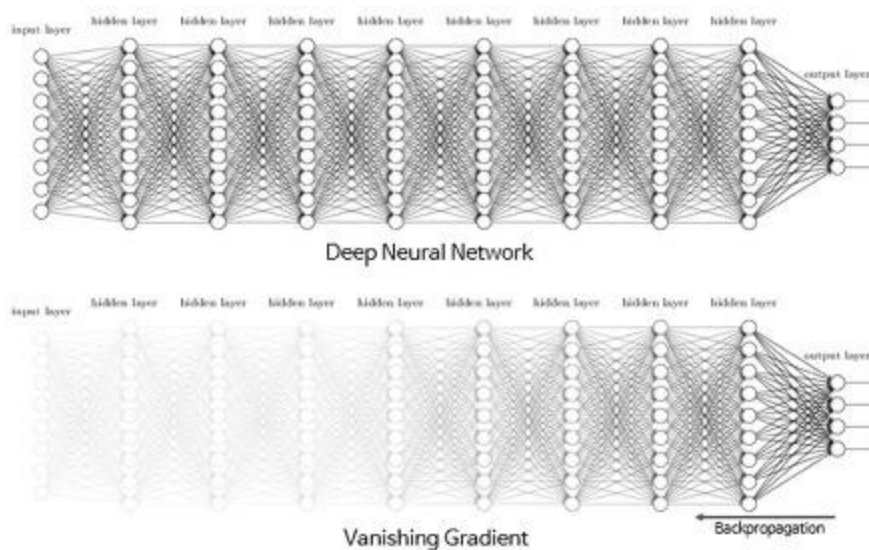 input layer
hidden layer hidden layer hidden layer hidden layer hidden layer hidden layer hidden layer hidden layer
output layer
Deep Neural Network
input layer
hidden layer hidden layer hidden layer hidden layer hidden layer hidden layer hidden layer hidden layer
output layer
Backpropagation
Vanishing Gradient